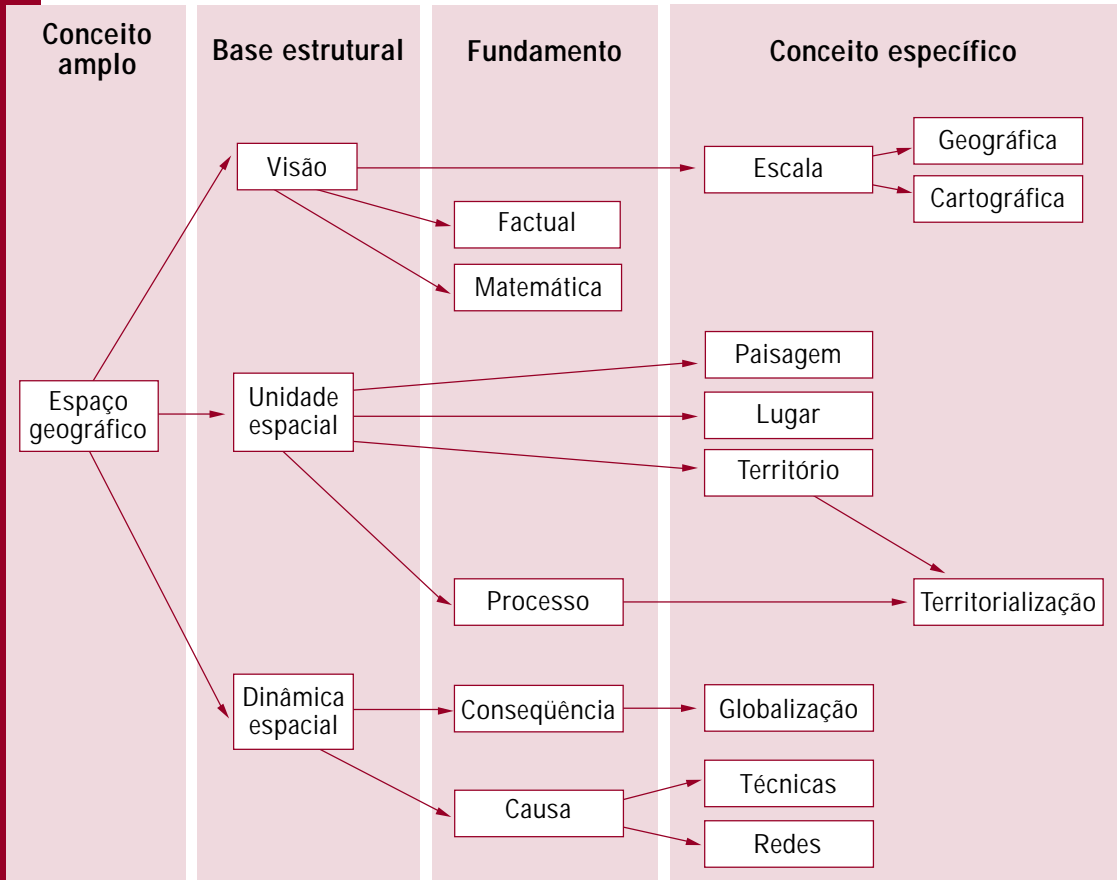 Conceito
amplo
Base estrutural
Fundamento
Conceito específico
Espaço
geográfico
Visão
Factual
Matemática
Escala
Geográfica
Cartográfica
Unidade
espacial
Paisagem
Lugar
Território
Processo
Territorialização
Dinâmica
espacial
Conseqüência
Globalização
Causa
Técnicas
Redes